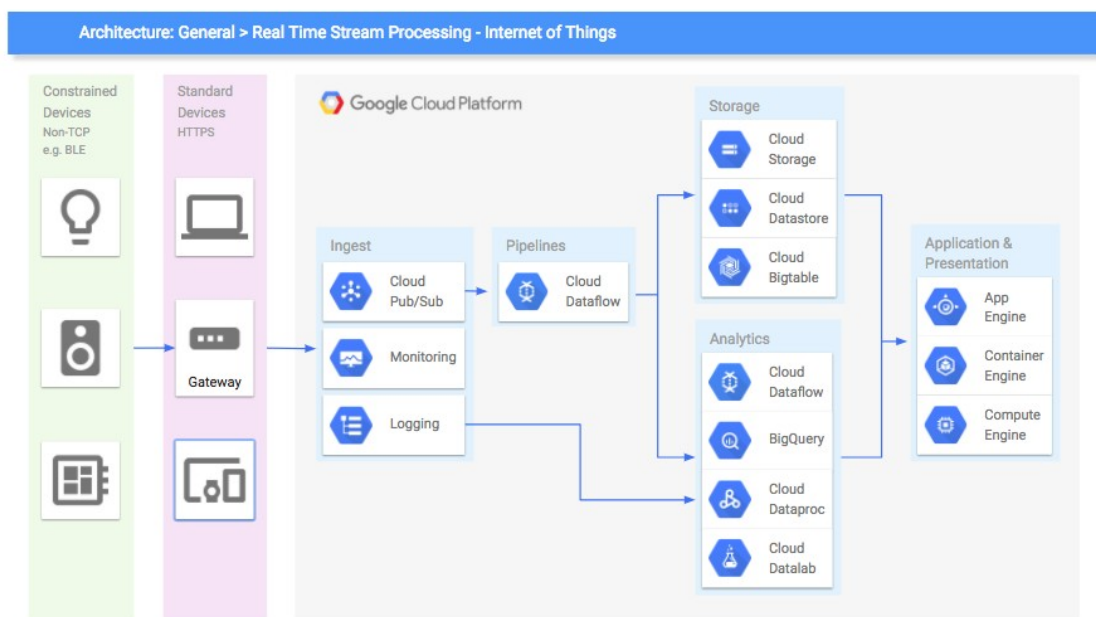 Architecture: General > Real Time Stream Processing - Internet of Things
Constrained
Devices
Non-TCP
e.g. BLE
Standard
Devices
HTTPS
Gateway
Google Cloud Platform
Ingest
Cloud
Pub/Sub
Monitoring
Logging
Pipelines
Cloud
Dataflow
Storage
Cloud
Storage
Cloud
Datastore
Cloud
Bigtable
Analytics
Cloud
Dataflow
BigQuery
Cloud
Dataproc
Cloud
Datalab
Application &
Presentation
App
Engine
Container
Engine
Compute
Engine